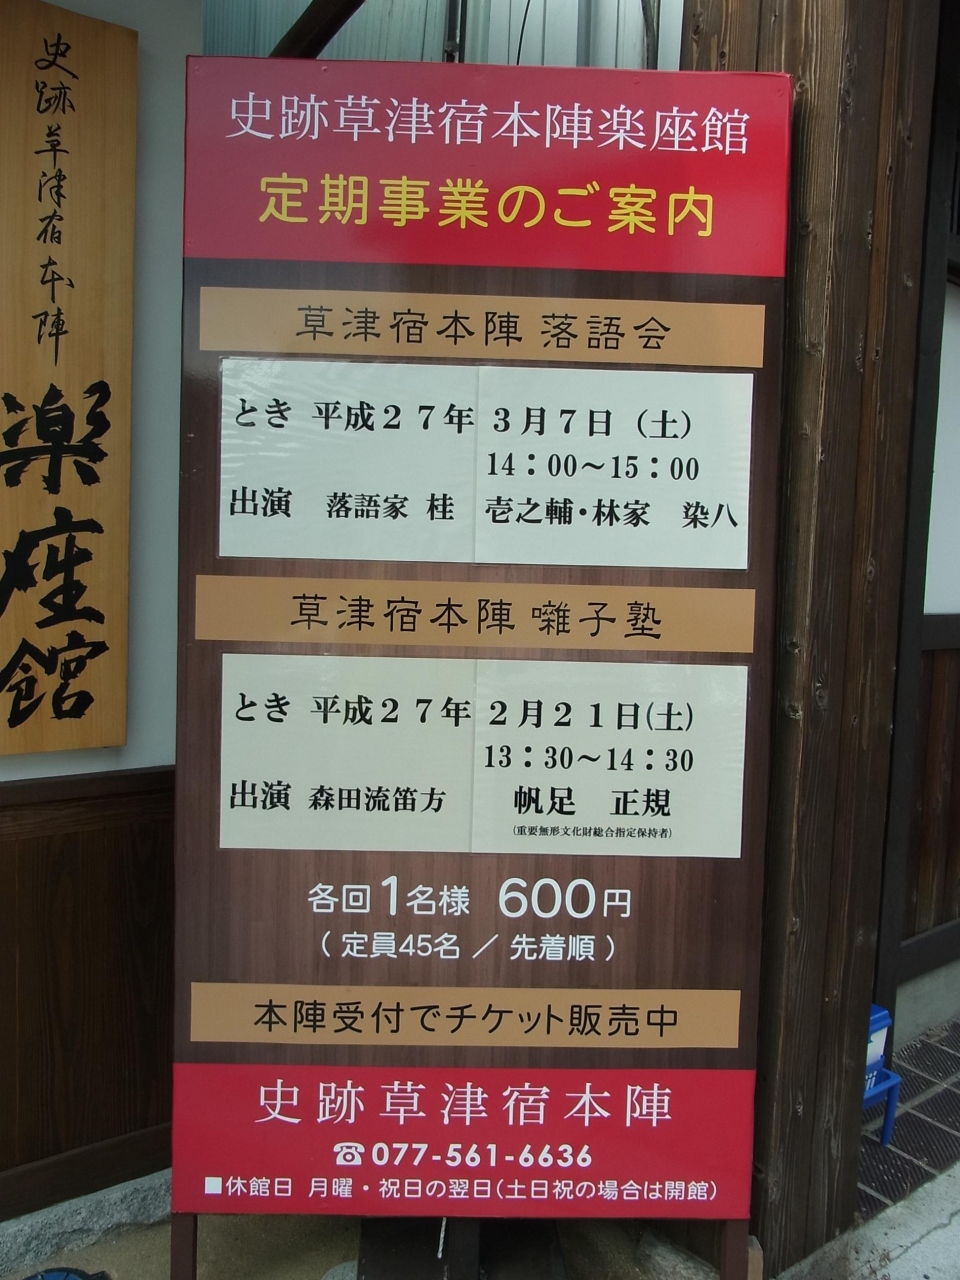 史跡草津宿本陣
楽座館
史跡草津宿本陣楽座館
定期事業のご案内
草津宿本陣 落語会
とき 平成27年 3月7日（土）
14：00～15：00
出演 落語家 桂 壱之輔・林家 染八
草津宿本陣 囃子塾
とき 平成27年 2月21日(土)
13：30～14：30
出演 森田流笛方 帆足 正規
(重要無形文化財総合指定保持者)
各回1名様 600円
（ 定員45名 ／ 先着順 ）
本陣受付でチケット販売中
史跡草津宿本陣
☎077-561-6636
■休館日 月曜・祝日の翌日(土日祝の場合は開館)